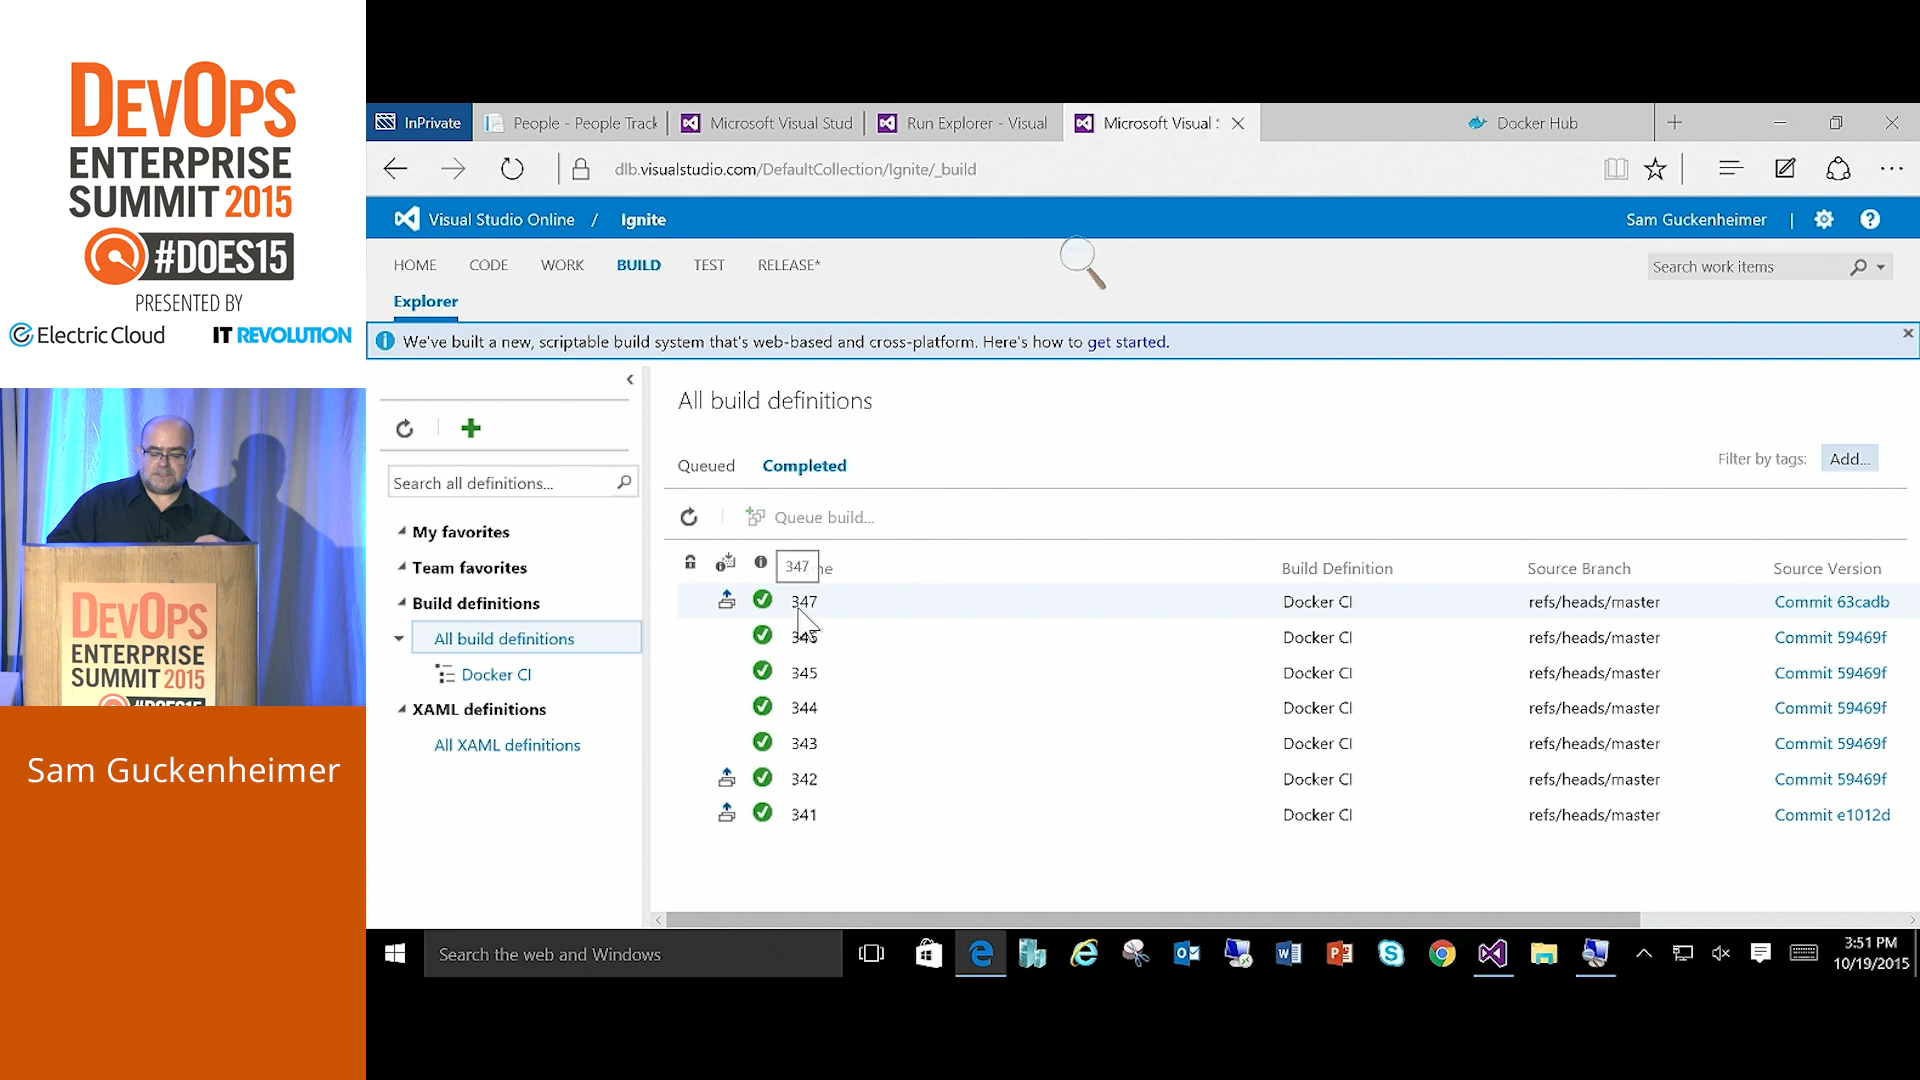 DEVOPS
ENTERPRISE
SUMMIT 2015
#DOES15
PRESENTED BY
Electric Cloud
IT REVOLUTION
DEVOPS
ENTERPRISE
SUMMIT 2015
Sam Guckenheimer
InPrivate
People - People Track
Microsoft Visual Stud
Run Explorer - Visual
Microsoft Visual S
Docker Hub
dlb.visualstudio.com/DefaultCollection/Ignite/_build
Visual Studio Online / Ignite
Sam Guckenheimer
HOME CODE WORK BUILD TEST RELEASE*
Search work items
Explorer
We've built a new, scriptable build system that's web-based and cross-platform. Here's how to get started.
Search all definitions...
My favorites
Team favorites
Build definitions
All build definitions
Docker CI
XAML definitions
All XAML definitions
All build definitions
Queued Completed
Filter by tags: Add...
Queue build...
347
Build Definition Source Branch Source Version
347 Docker CI refs/heads/master Commit 63cadb
Docker CI refs/heads/master Commit 59469f
345 Docker CI refs/heads/master Commit 59469f
344 Docker CI refs/heads/master Commit 59469f
343 Docker CI refs/heads/master Commit 59469f
342 Docker CI refs/heads/master Commit 59469f
341 Docker CI refs/heads/master Commit e1012d
Search the web and Windows
3:51 PM
10/19/2015